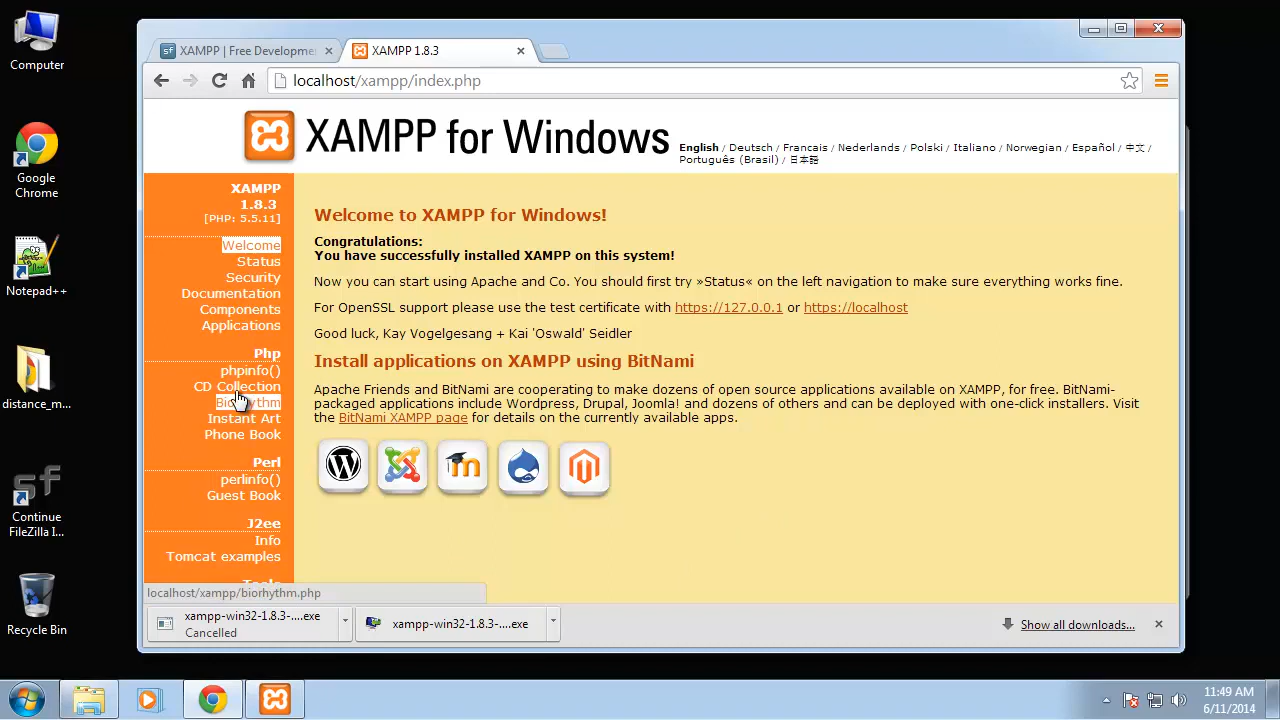 Computer
Google
Chrome
Notepad++
distance_m...
Continue
FileZilla I...
Recycle Bin
sf XAMPP | Free Developme
XAMPP 1.8.3
localhost/xampp/index.php
XAMPP for Windows
English / Deutsch / Francais / Nederlands / Polski / Italiano / Norwegian / Español / 中文 /
Português (Brasil) / 日本語
XAMPP
1.8.3
[PHP: 5.5.11]
Welcome
Status
Security
Documentation
Components
Applications
Php
phpinfo()
CD Collection
Biorhythm
Instant Art
Phone Book
Perl
perlinfo()
Guest Book
J2ee
Info
Tomcat examples
Tools
localhost/xampp/biorhythm.php
Welcome to XAMPP for Windows!
Congratulations:
You have successfully installed XAMPP on this system!
Now you can start using Apache and Co. You should first try »Status« on the left navigation to make sure everything works fine.
For OpenSSL support please use the test certificate with https://127.0.0.1 or https://localhost
Good luck, Kay Vogelgesang + Kai 'Oswald' Seidler
Install applications on XAMPP using BitNami
Apache Friends and BitNami are cooperating to make dozens of open source applications available on XAMPP, for free. BitNami-
packaged applications include Wordpress, Drupal, Joomla! and dozens of others and can be deployed with one-click installers. Visit
the BitNami XAMPP page for details on the currently available apps.
xampp-win32-1.8.3-....exe
Cancelled
xampp-win32-1.8.3-....exe
Show all downloads...
11:49 AM
6/11/2014